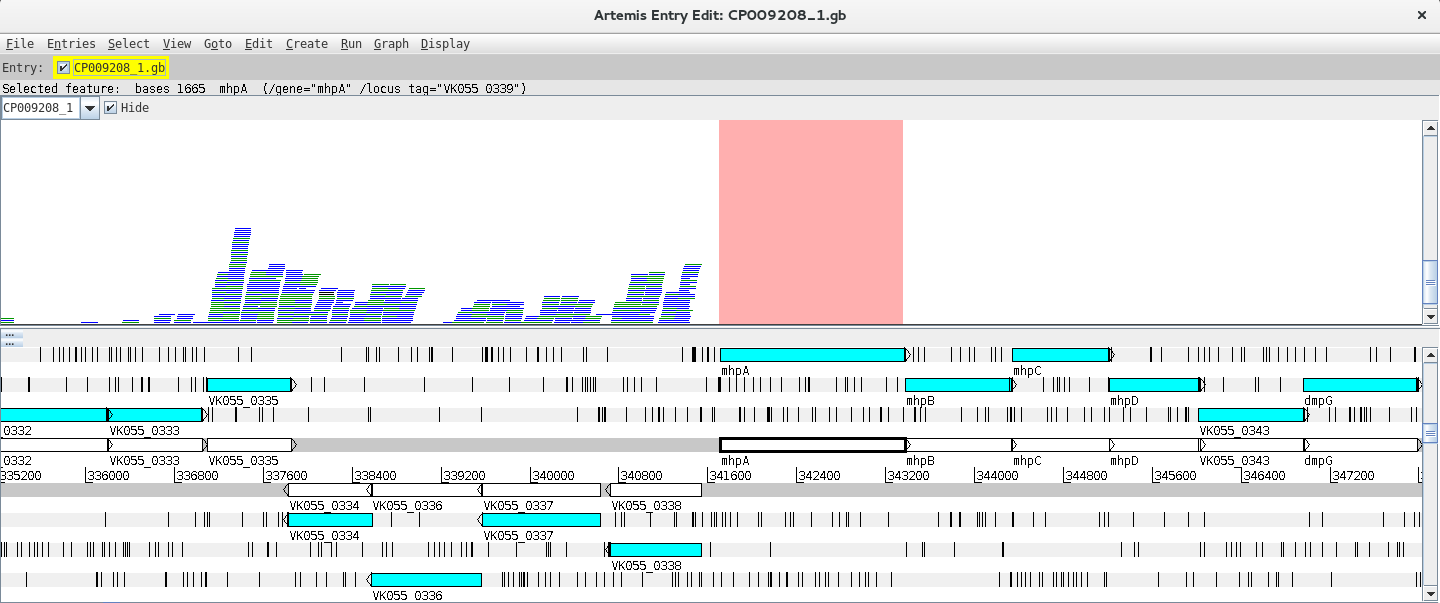 Artemis Entry Edit: CP009208_1.gb
File Entries Select View Goto Edit Create Run Graph Display
Entry: CP009208_1.gb
Selected feature: bases 1665 mhpA (/gene="mhpA" /locus tag="VK055 0339")
CP009208_1 Hide
mhpA mhpC
VK055_0335 mhpB mhpD dmpG
0332 VK055_0333 VK055_0343
0332 VK055_0333 VK055_0335 mhpA mhpB mhpC mhpD VK055_0343 dmpG
335200 336000 336800 337600 338400 339200 340000 340800 341600 342400 343200 344000 344800 345600 346400 347200
VK055_0334 VK055_0336 VK055_0337 VK055_0338
VK055_0334 VK055_0337
VK055_0338
VK055_0336